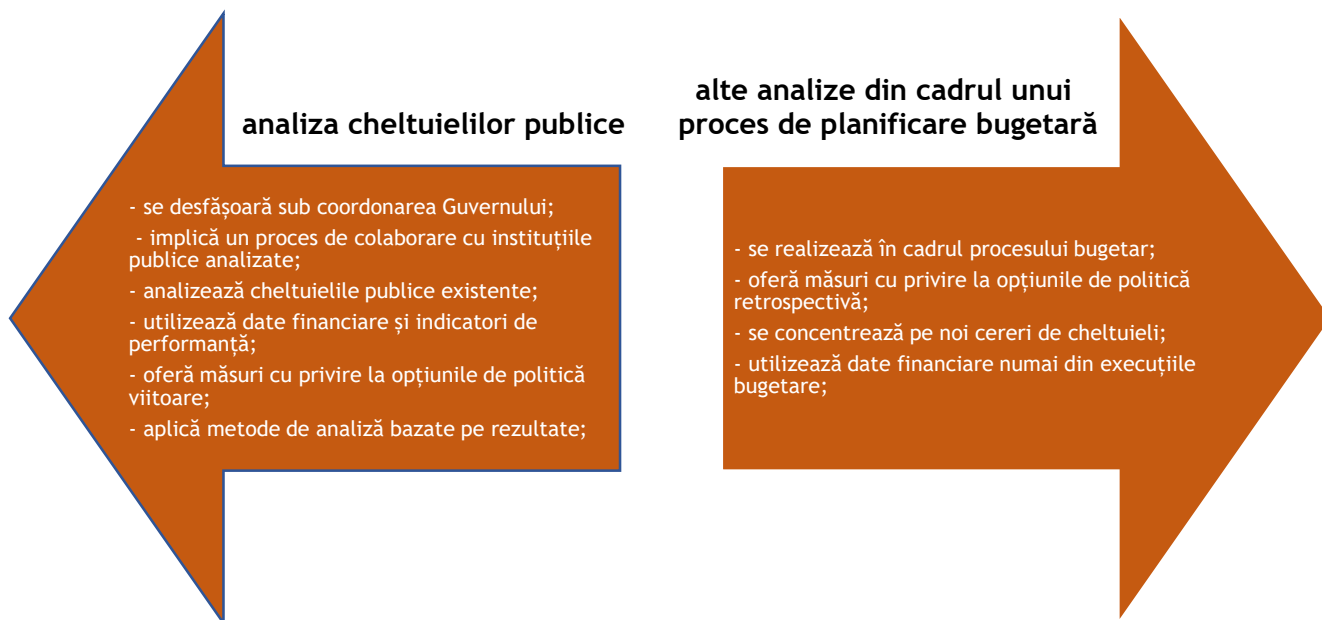 analiza cheltuielilor publice
- se desfășoară sub coordonarea Guvernului;
- implică un proces de colaborare cu instituțiile
publice analizate;
- analizează cheltuielile publice existente;
- utilizează date financiare și indicatori de
performanță;
- oferă măsuri cu privire la opțiunile de politică
viitoare;
- aplică metode de analiză bazate pe rezultate;
alte analize din cadrul unui
proces de planificare bugetară
- se realizează în cadrul procesului bugetar;
- oferă măsuri cu privire la opțiunile de politică
retrospectivă;
- se concentrează pe noi cereri de cheltuieli;
- utilizează date financiare numai din execuțiile
bugetare;